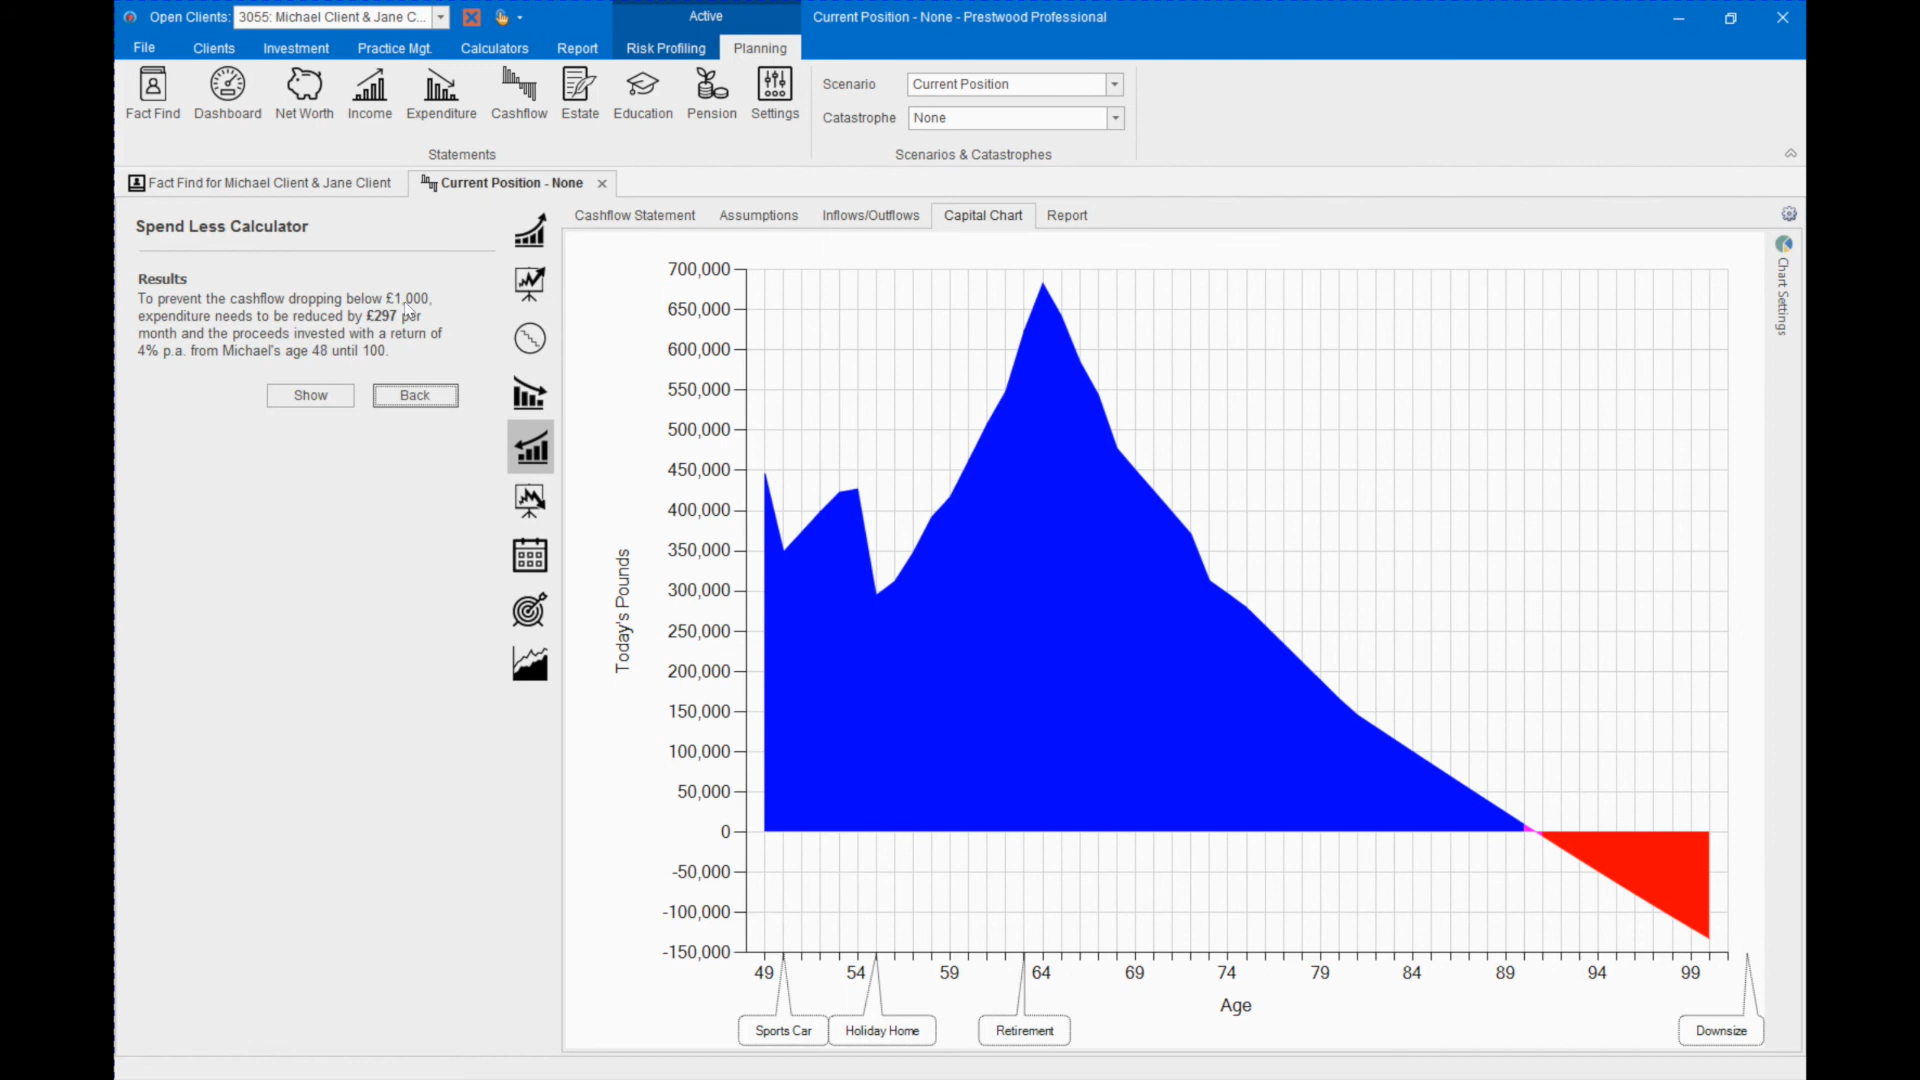 Open Clients: 3055: Michael Client & Jane C...
Active
Current Position - None - Prestwood Professional
File Clients Investment Practice Mgt. Calculators Report Risk Profiling Planning
Fact Find Dashboard Net Worth Income Expenditure Cashflow Estate Education Pension Settings
Scenario Current Position
Catastrophe None
Statements Scenarios & Catastrophes
Fact Find for Michael Client & Jane Client Current Position - None
Spend Less Calculator
Results
To prevent the cashflow dropping below £1,000,
expenditure needs to be reduced by £297 per
month and the proceeds invested with a return of
4% p.a. from Michael's age 48 until 100.
Show Back
Cashflow Statement Assumptions Inflows/Outflows Capital Chart Report
Chart Settings
Today's Pounds
700,000
650,000
600,000
550,000
500,000
450,000
400,000
350,000
300,000
250,000
200,000
150,000
100,000
50,000
0
-50,000
-100,000
-150,000
49 54 59 64 69 74 79 84 89 94 99
Age
Sports Car Holiday Home Retirement Downsize